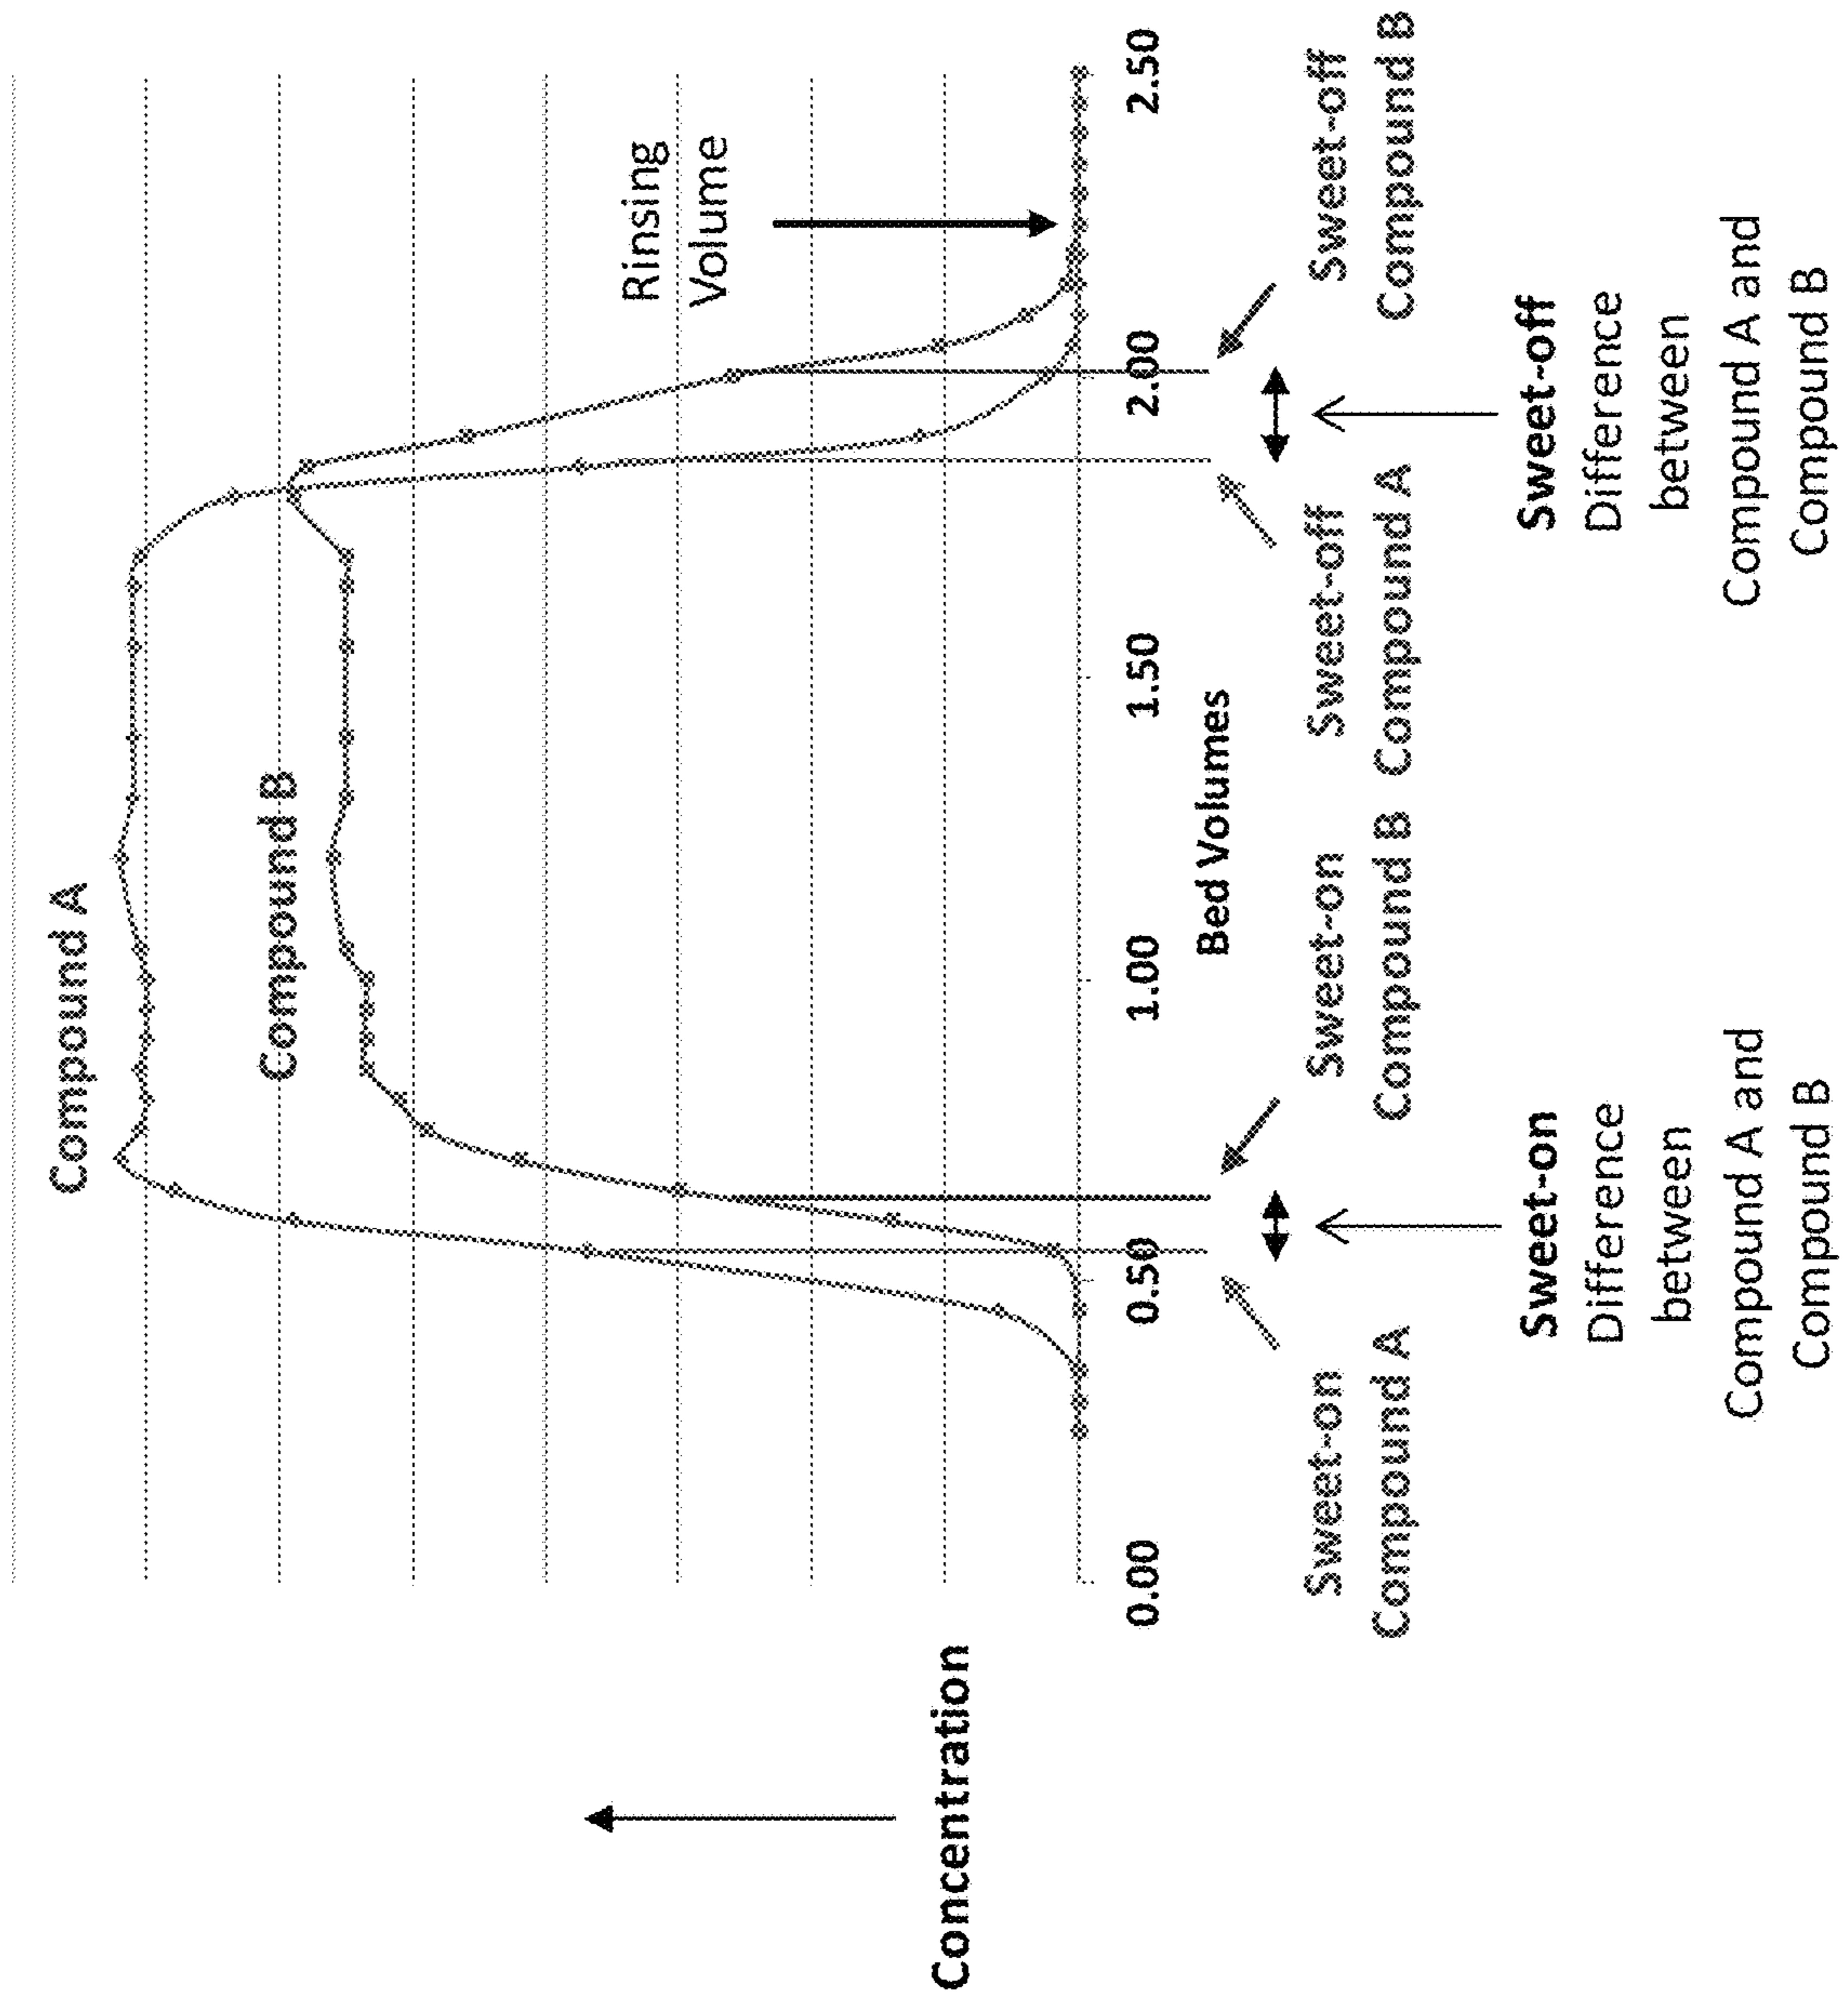 Compound A
Compound B
Rinsing
Volume
Concentration
0.00
0.50
1.00
1.50
2.00
2.50
Bed Volumes
Sweet-on
Compound A
Sweet-on
Compound B
Sweet-off
Compound A
Sweet-off
Compound B
Sweet-on
Difference
between
Compound A and
Compound B
Sweet-off
Difference
between
Compound A and
Compound B